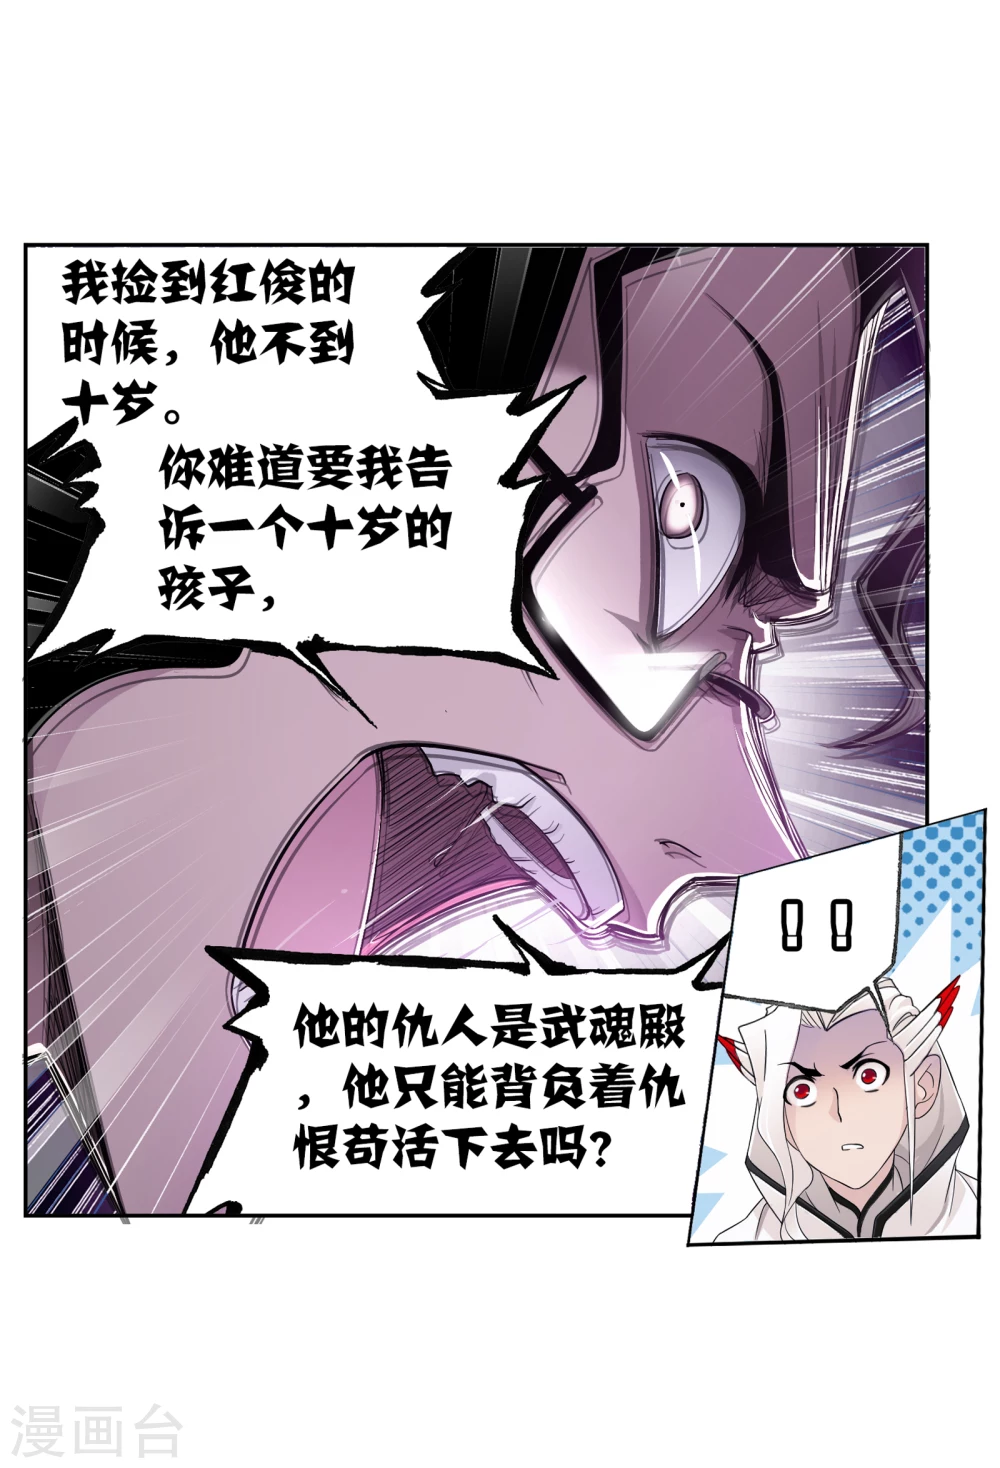 我捡到红俊的
时候，他不到
十岁。
你难道要我告
诉一个十岁的
孩子，
！！
他的仇人是武魂殿
，他只能背负着仇
恨苟活下去吗？
漫画台